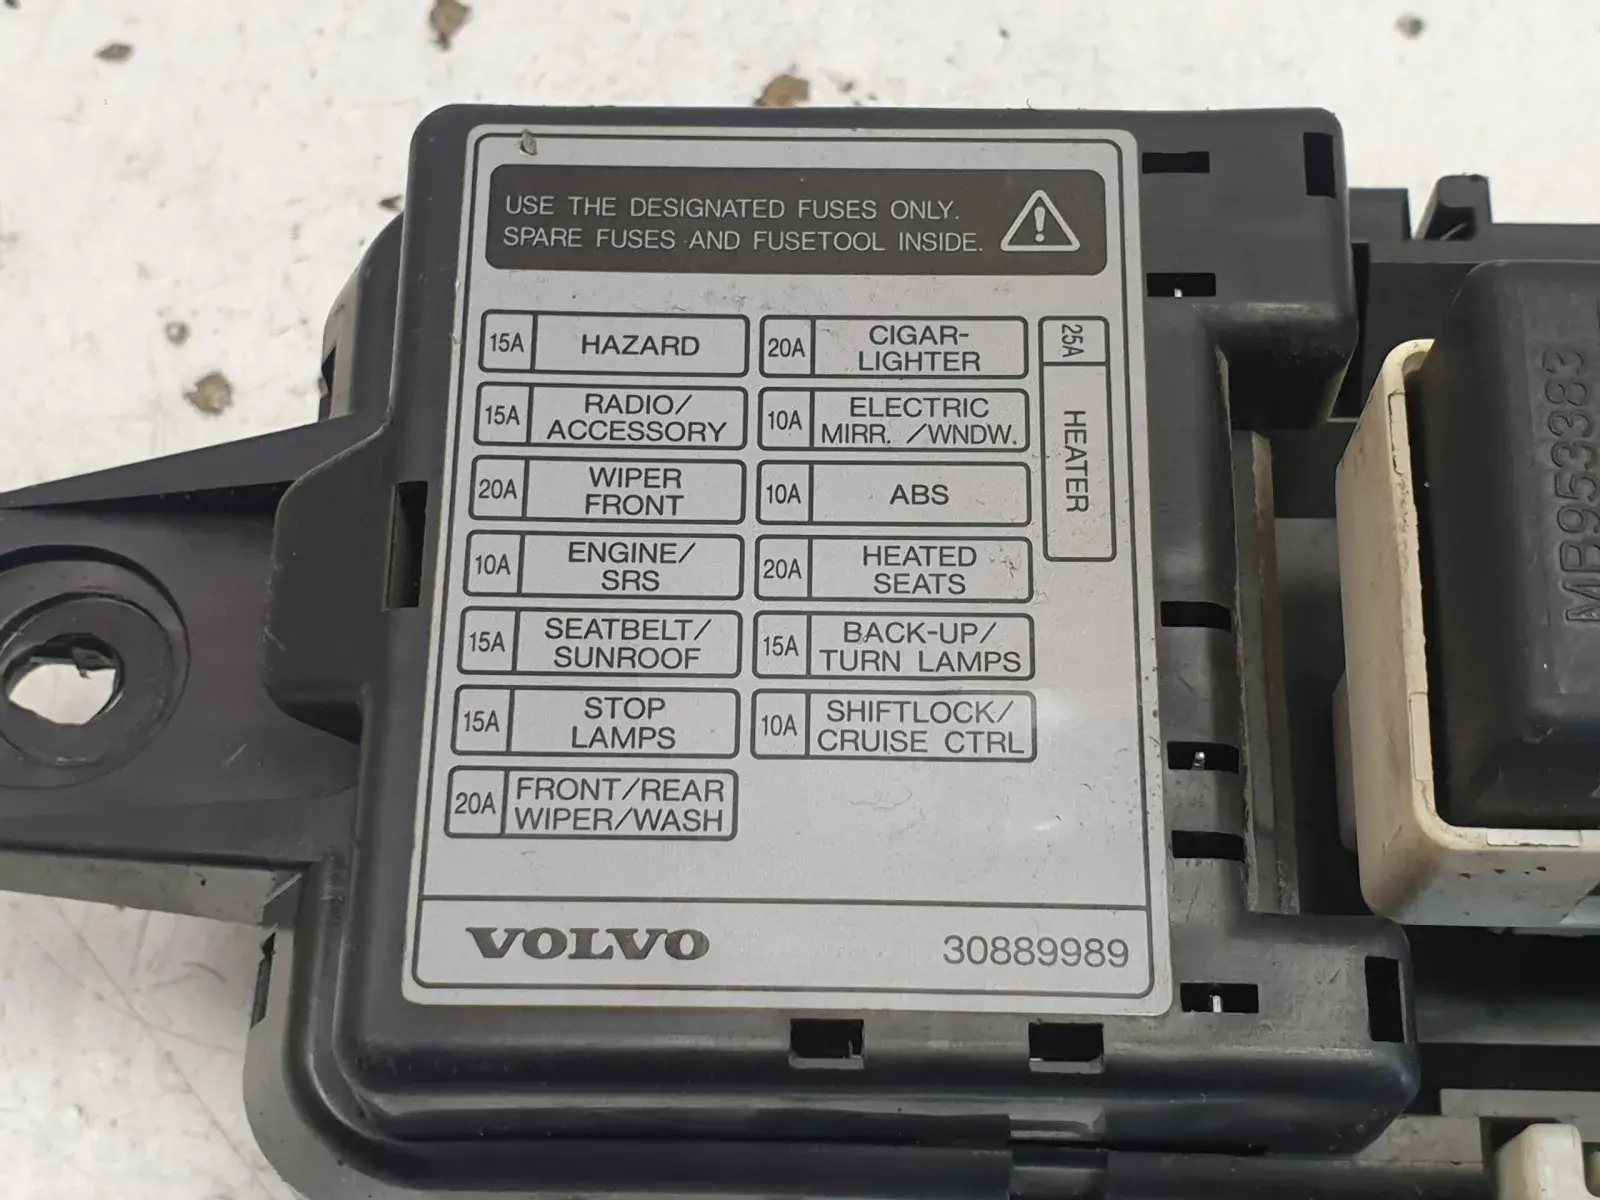 USE THE DESIGNATED FUSES ONLY.
SPARE FUSES AND FUSETOOL INSIDE.
15A HAZARD
15A RADIO/
ACCESSORY
20A WIPER
FRONT
10A ENGINE/
SRS
15A SEATBELT/
SUNROOF
15A STOP
LAMPS
20A FRONT/REAR
WIPER/WASH
20A CIGAR-
LIGHTER
10A ELECTRIC
MIRR. /WNDW.
10A ABS
20A HEATED
SEATS
15A BACK-UP/
TURN LAMPS
10A SHIFTLOCK/
CRUISE CTRL
25A HEATER
VOLVO 30889989
MB953383